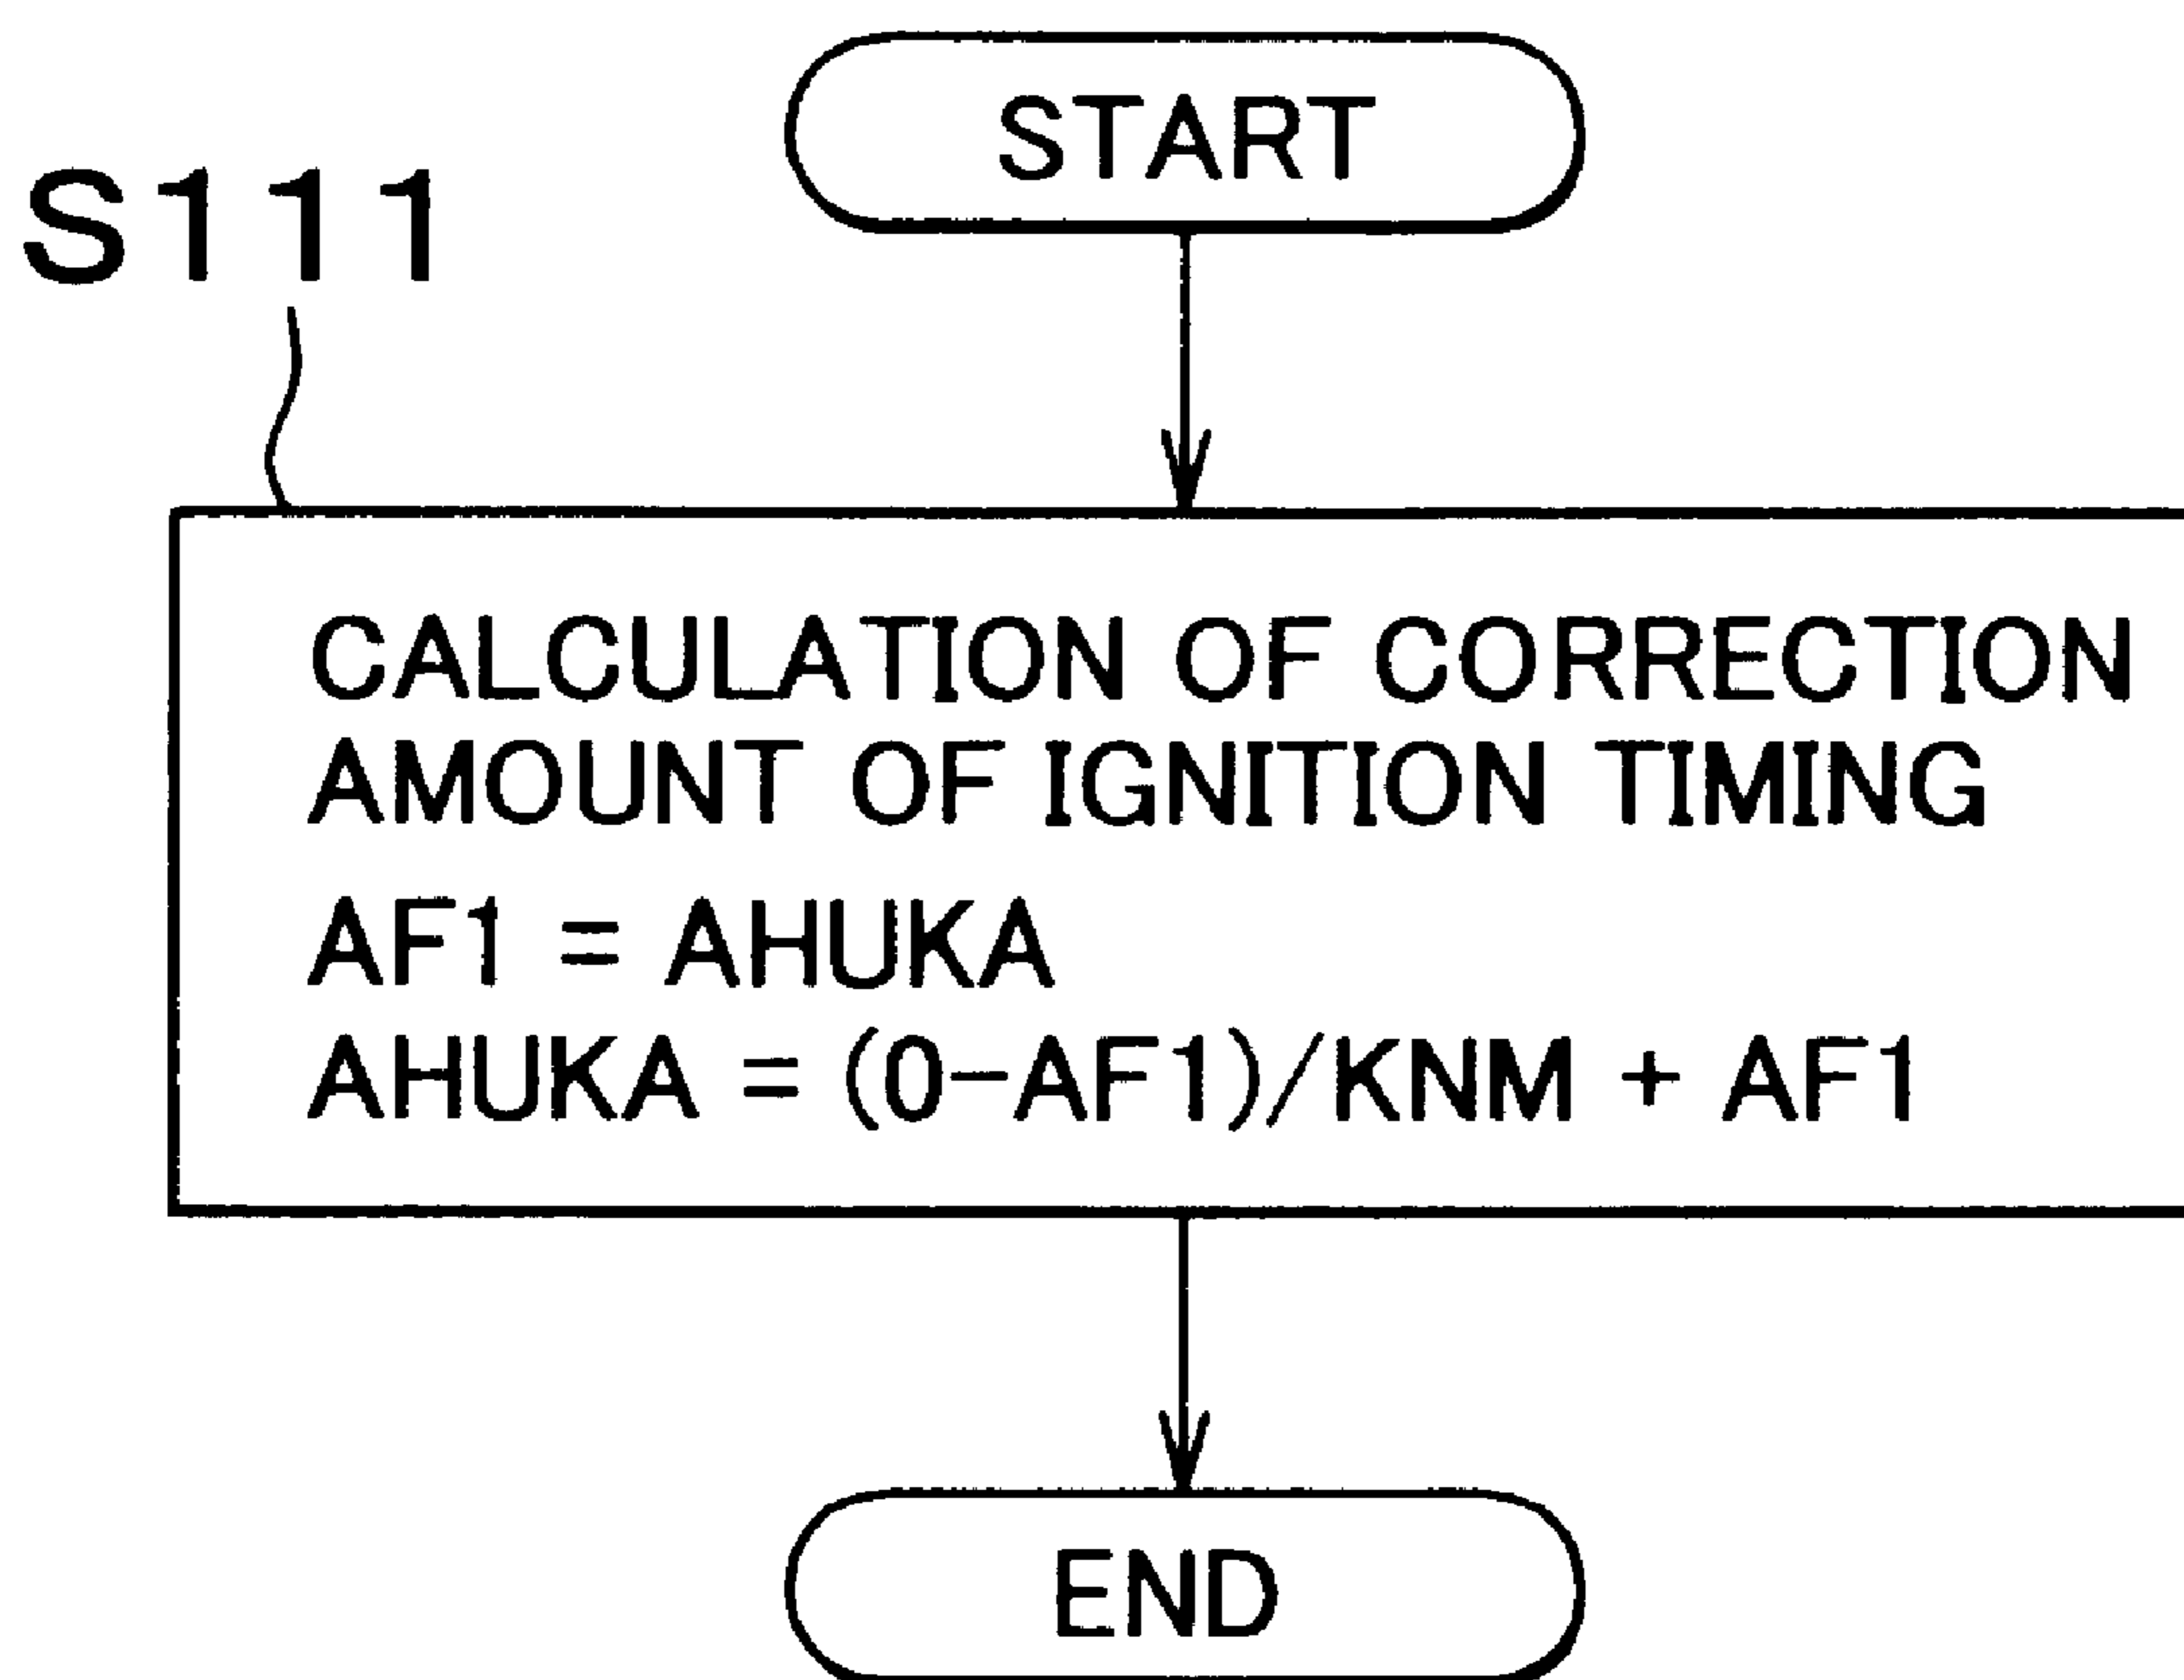 START
S111
CALCULATION OF CORRECTION
AMOUNT OF IGNITION TIMING
AF1 = AHUKA
AHUKA = (0-AF1)/KNM + AF1
END